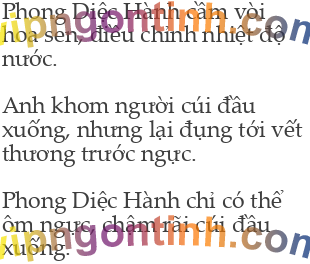 Phong Diệc Hành cầm vòi
hoa sen, điều chỉnh nhiệt độ
nước.
Anh khom người cúi đầu
xuống, nhưng lại đụng tới vết
thương trước ngực.
Phong Diệc Hành chỉ có thể
ôm ngực, chậm rãi cúi đầu
xuống.